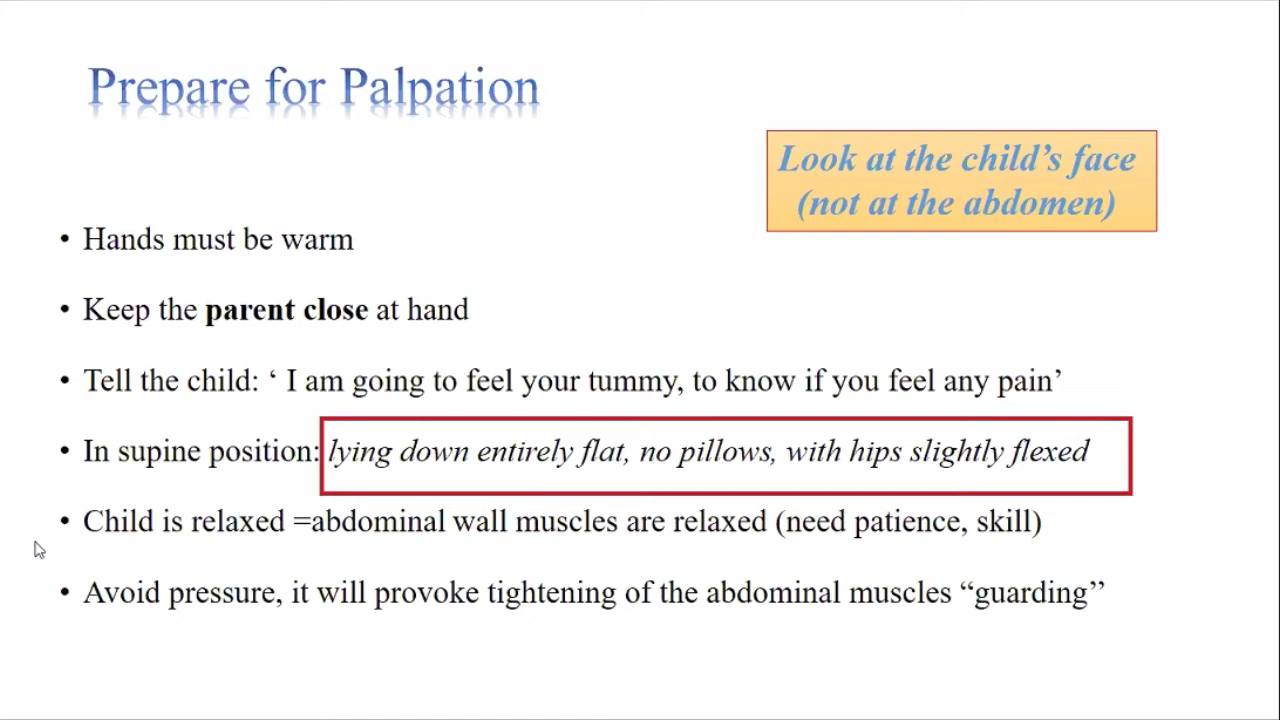 Prepare for Palpation
Look at the child’s face
(not at the abdomen)
• Hands must be warm
• Keep the parent close at hand
• Tell the child: ‘ I am going to feel your tummy, to know if you feel any pain’
• In supine position: lying down entirely flat, no pillows, with hips slightly flexed
• Child is relaxed =abdominal wall muscles are relaxed (need patience, skill)
• Avoid pressure, it will provoke tightening of the abdominal muscles “guarding’’